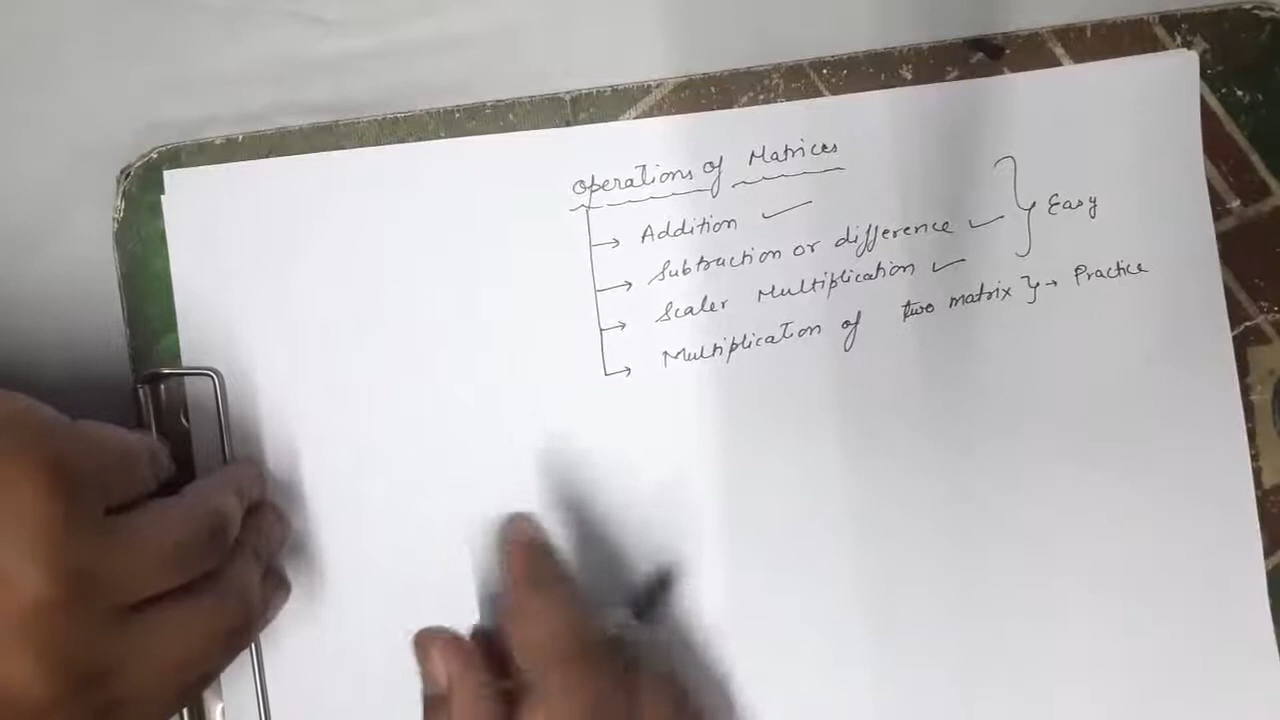 Operations of Matrices
Addition ✓
Subtraction or difference ✓ } Easy
Scaler Multiplication ✓
Multiplication of two matrix } → Practice